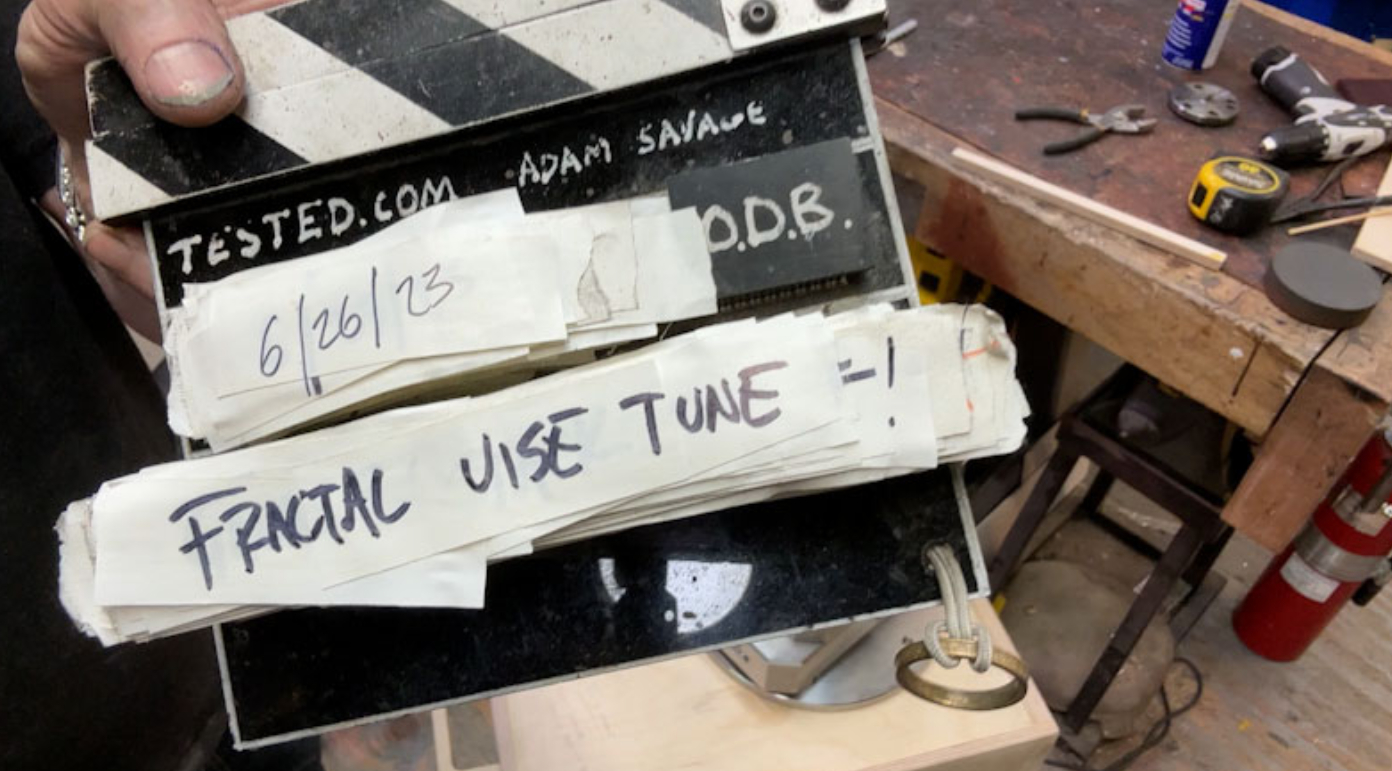 ADAM SAVAGE
TESTED.COM
O.D.B.
6/26/23
FRACTAL VISE TUNE -!